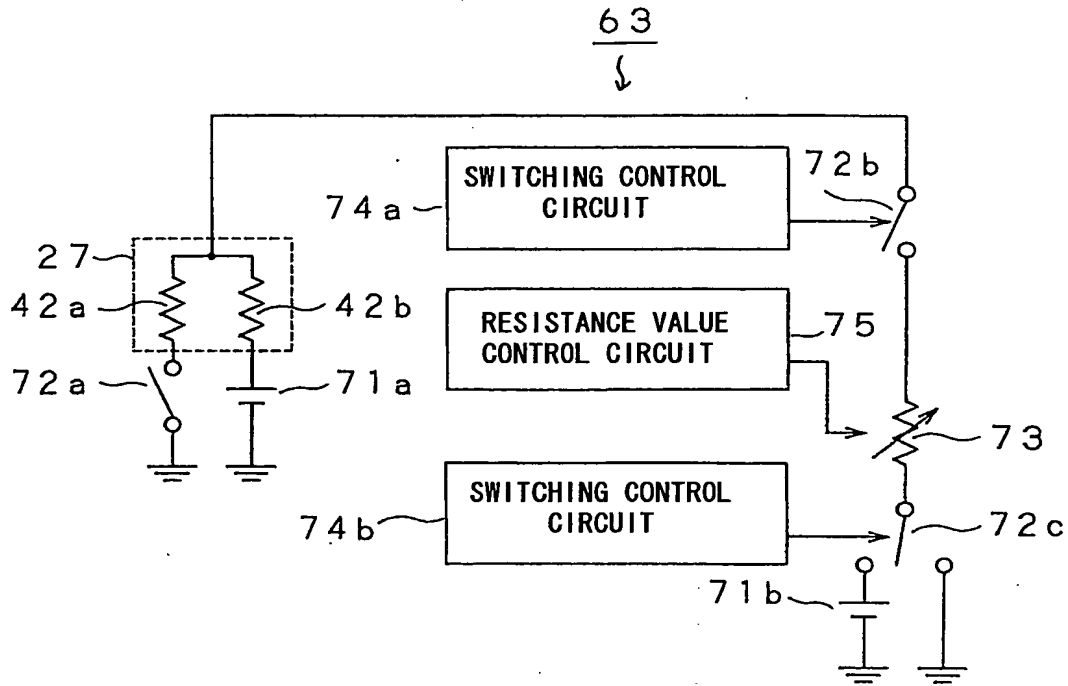 63
SWITCHING CONTROL
CIRCUIT
72b
74a
27
42a
42b
RESISTANCE VALUE
CONTROL CIRCUIT
75
72a
71a
73
SWITCHING CONTROL
CIRCUIT
74b
72c
71b